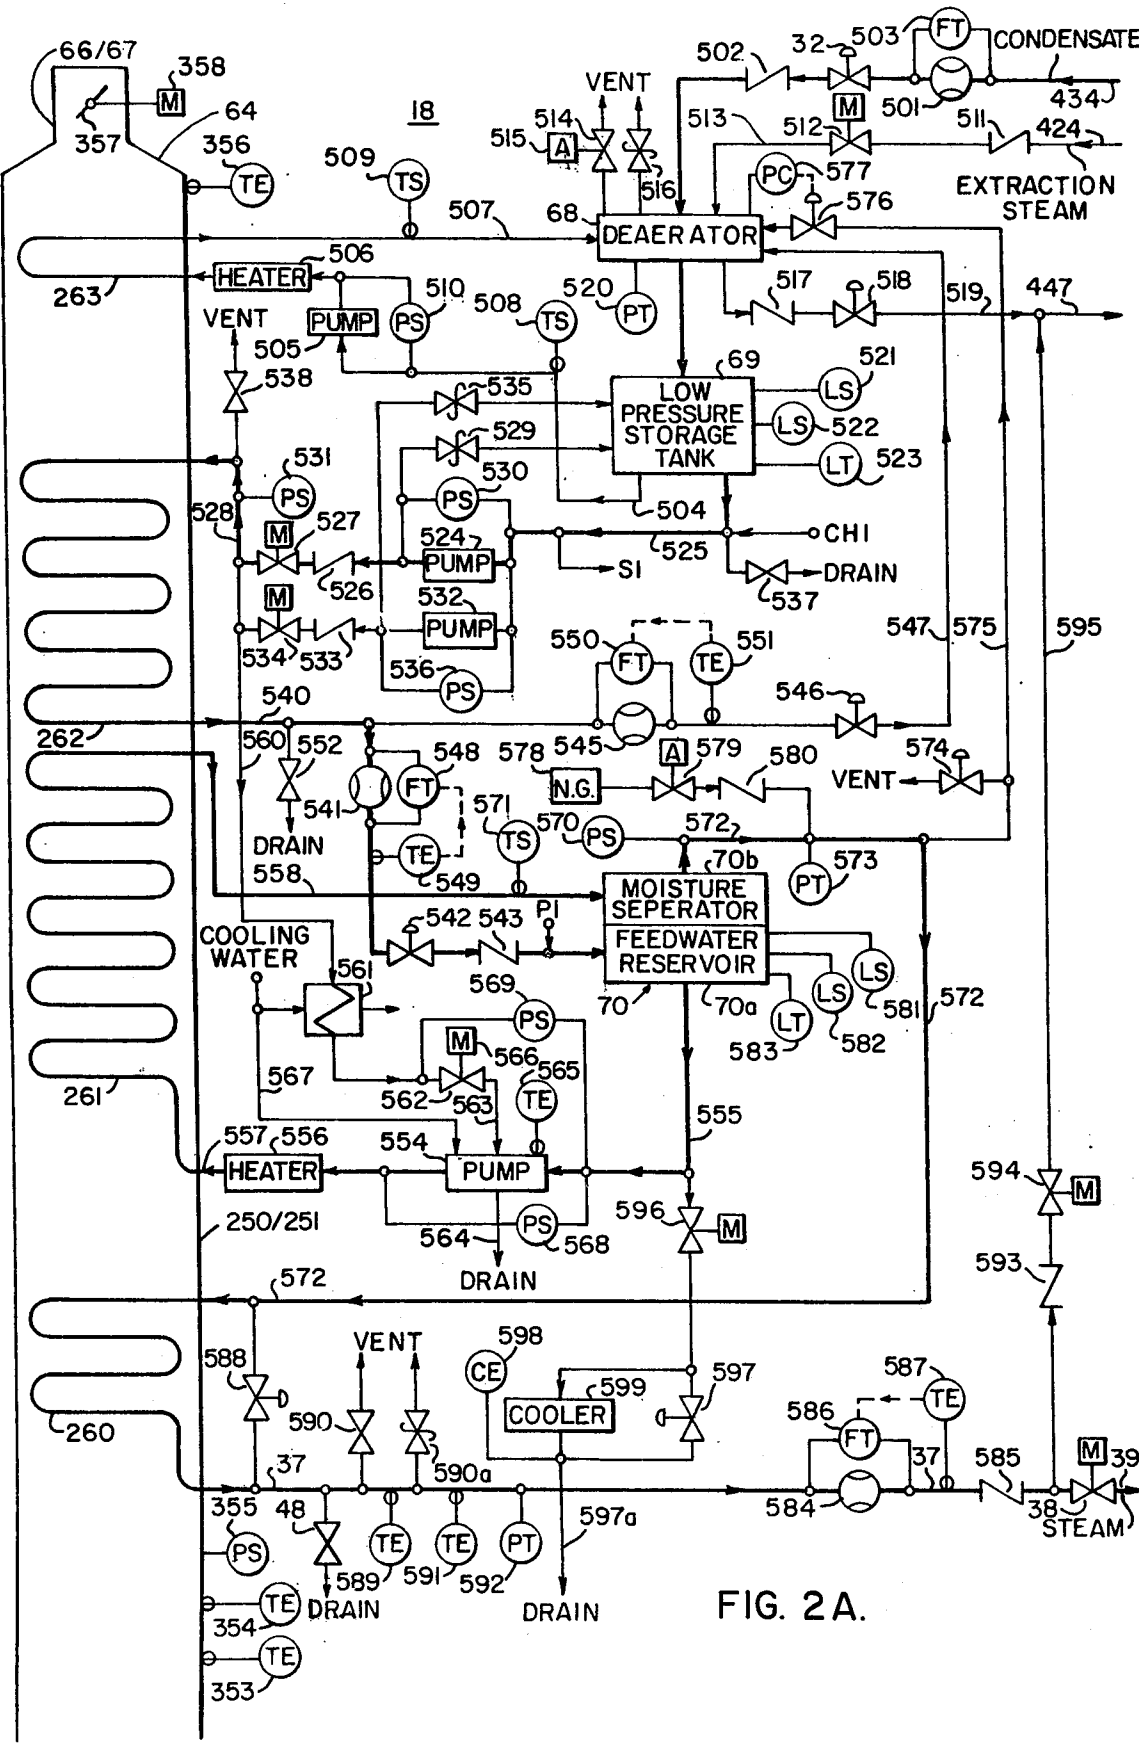 66/67
358
M
357
64
356
TE
18
509
TS
VENT
514
515
A
516
513
502
32
503
FT
CONDENSATE
501
434
M
512
511
424
EXTRACTION
STEAM
PC
577
576
68
DEAERATOR
507
506
HEATER
263
510
PS
508
TS
520
PT
517
518
519
447
VENT
PUMP
505
538
535
529
69
LOW
PRESSURE
STORAGE
TANK
LS
521
LS
522
LT
523
531
PS
530
PS
504
528
M
527
526
524
PUMP
525
CHI
SI
DRAIN
537
M
532
PUMP
534
533
536
PS
550
FT
551
TE
547
575
595
546
540
262
560
552
545
578
N.G.
A
579
580
574
VENT
548
FT
541
571
TS
570
PS
572
573
PT
DRAIN
TE
549
558
70b
MOISTURE
SEPERATOR
FEEDWATER
RESERVOIR
70
70a
542
543
PI
COOLING
WATER
561
569
PS
LS
581
LS
582
LT
583
572
M
566
565
TE
562
563
567
261
555
557
556
HEATER
554
PUMP
594
M
250/251
564
PS
568
596
M
DRAIN
593
572
VENT
598
CE
588
590
590a
599
COOLER
597
587
TE
586
FT
260
37
584
37
585
M
39
38
STEAM
355
PS
48
TE
589
TE
591
PT
592
597a
TE
354
DRAIN
DRAIN
FIG. 2A.
TE
353